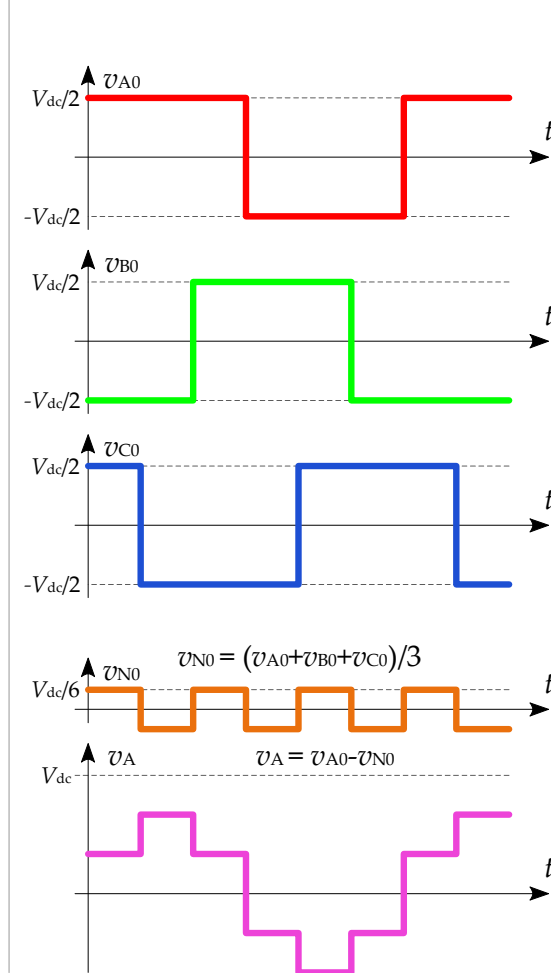 vA0
Vdc/2
t
-Vdc/2
vB0
Vdc/2
t
-Vdc/2
vC0
Vdc/2
t
-Vdc/2
vN0 = (vA0+vB0+vC0)/3
vN0
Vdc/6
t
vA
vA = vA0-vN0
Vdc
t